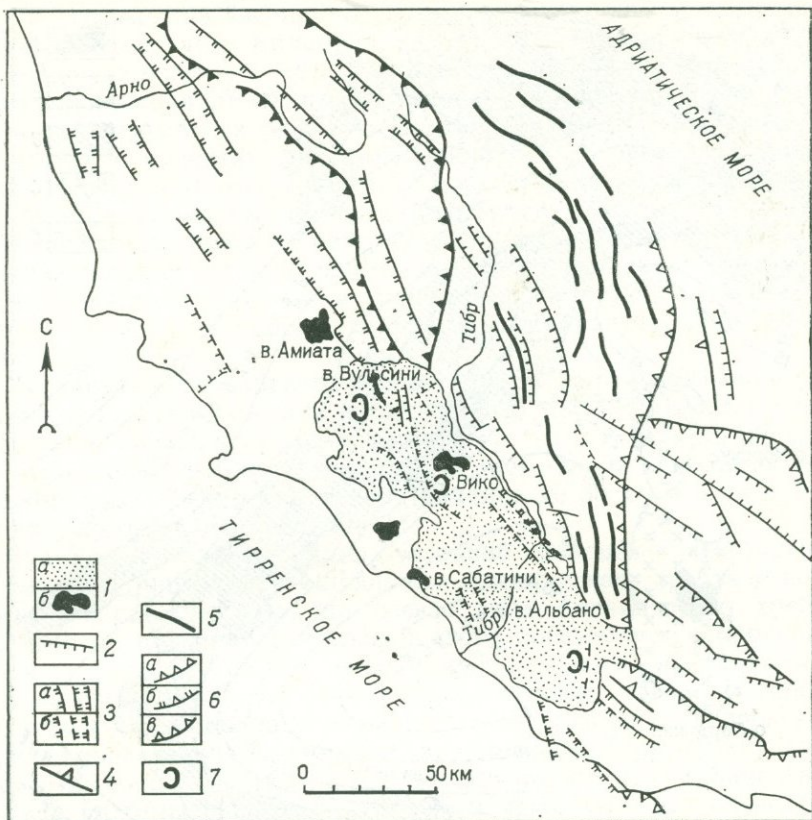 Арно
АДРИАТИЧЕСКОЕ МОРЕ
С
Тибр
в. Амиата
в. Вульсини
Вико
в. Сабатини
в. Альбано
Тибр
ТИРРЕНСКОЕ МОРЕ
а
б
1
2
а
б
3
4
5
а
б
в
6
7
0 50 км